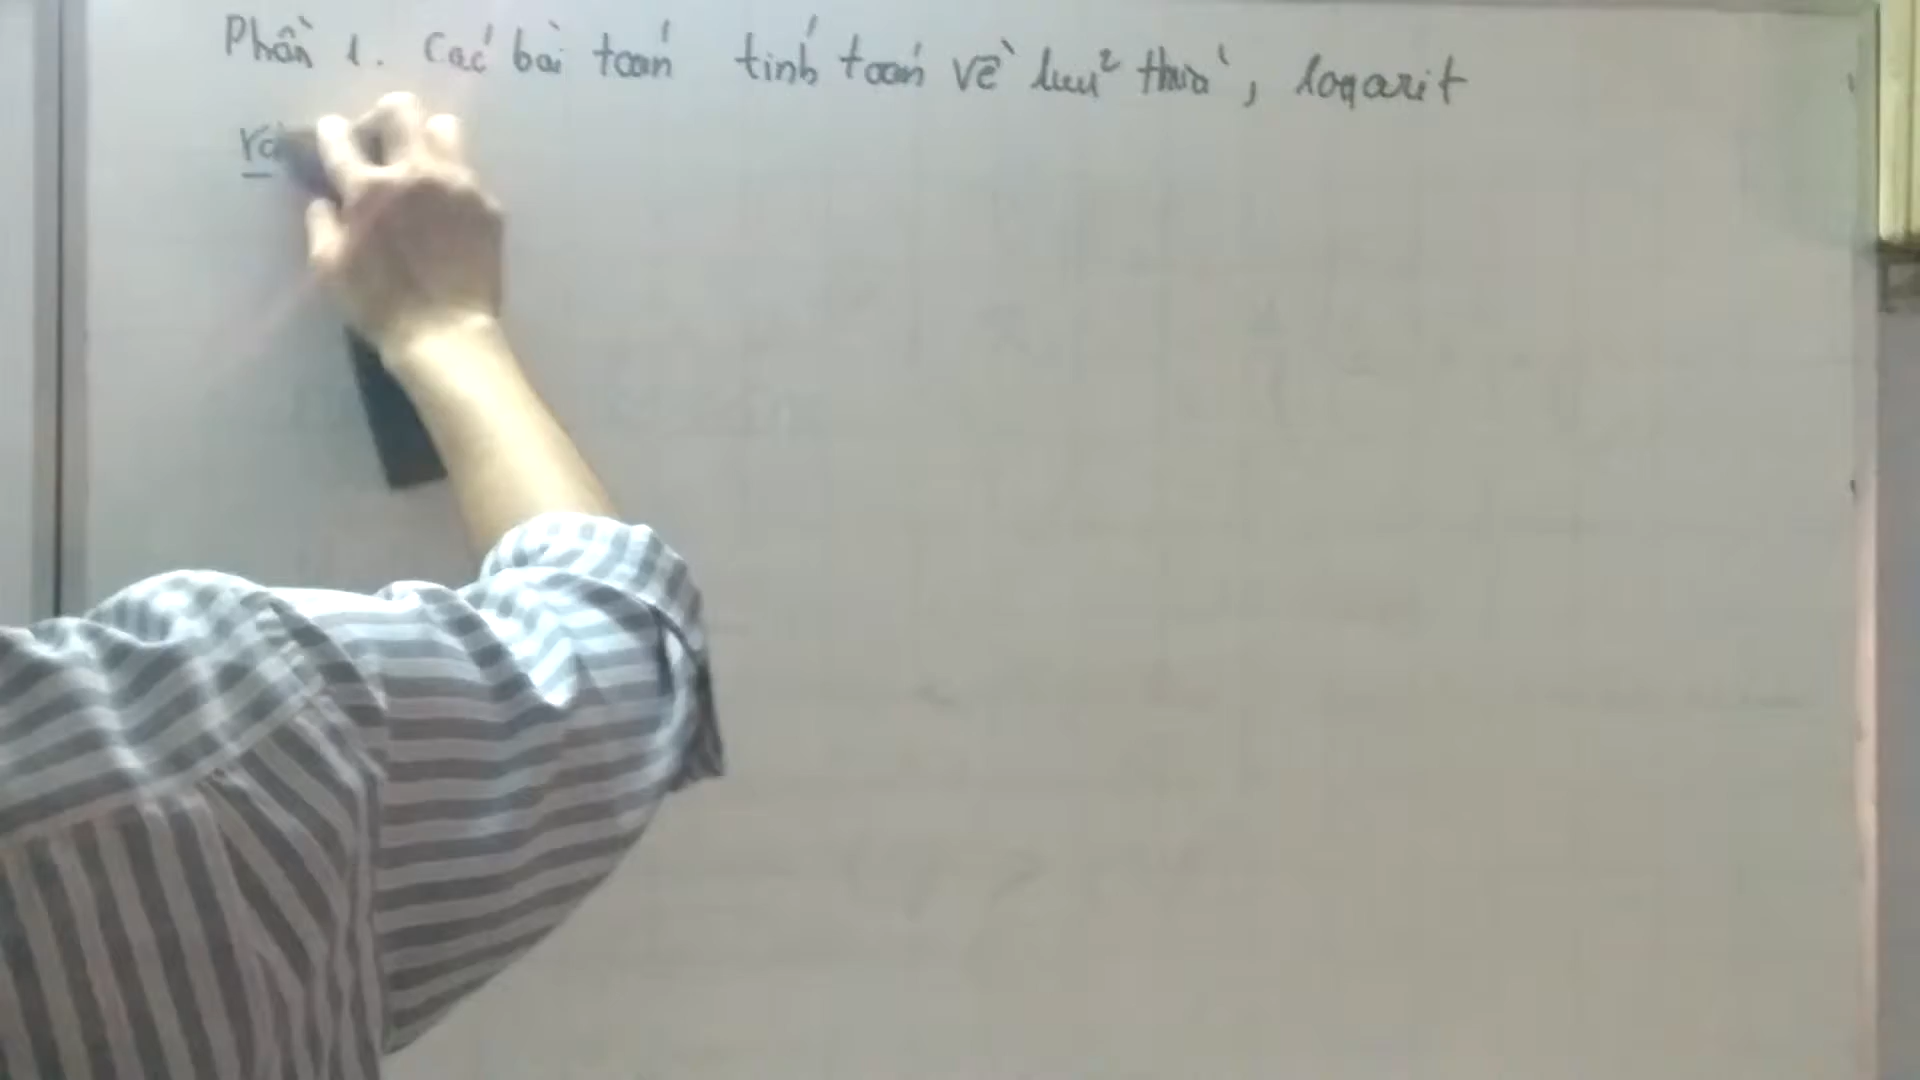 Phần 1. Các bài toán tính toán về luỹ thừa, logarit